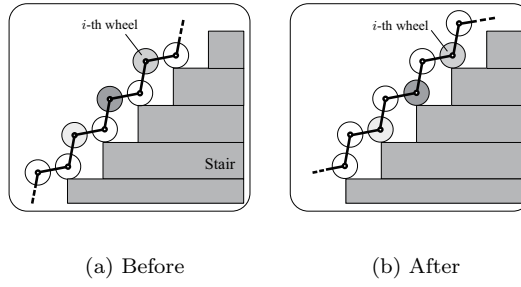 i-th wheel
Stair
i-th wheel
(a) Before
(b) After